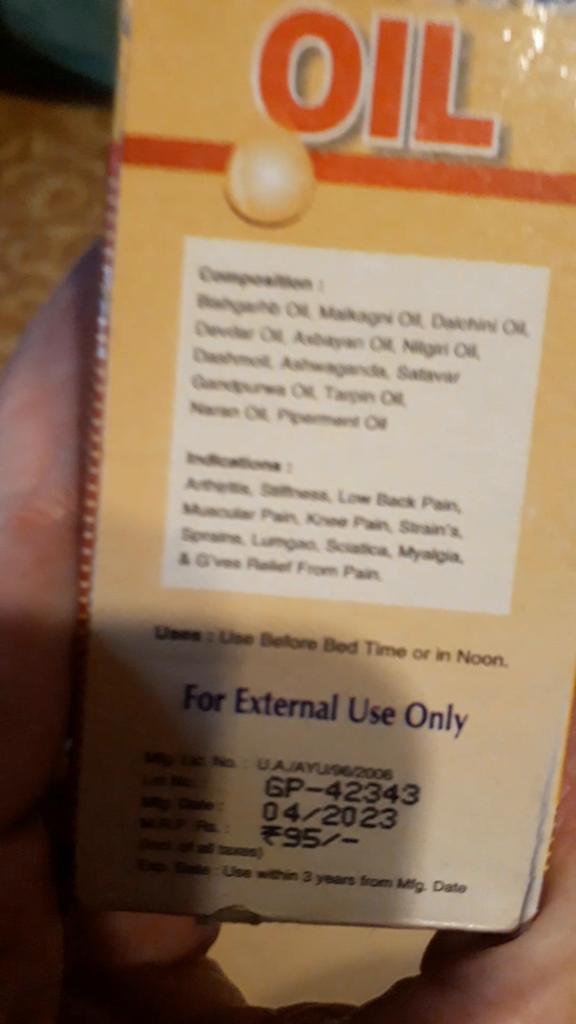 OIL
Composition :
Bishgarhb Oil, Malkagni Oil, Dalchini Oil,
Devdar Oil, Axbayan Oil, Nilgiri Oil,
Dashmoil, Ashwaganda, Satavar
Gandpurwa Oil, Tarpin Oil,
Naran Oil, Piperment Oil
Indications :
Arthritis, Stiffness, Low Back Pain,
Muscular Pain, Knee Pain, Strain's,
Sprains, Lumgao, Sciatica, Myalgia,
& G'ves Relief From Pain.
Uses : Use Before Bed Time or in Noon.
For External Use Only
Mfg. Lic. No. : U.A./AYU/96/2006
Lot No. : GP-42343
Mfg. Date : 04/2023
M.R.P. Rs. : ₹95/-
(Incl. of all taxes)
Exp. Date : Use within 3 years from Mfg. Date